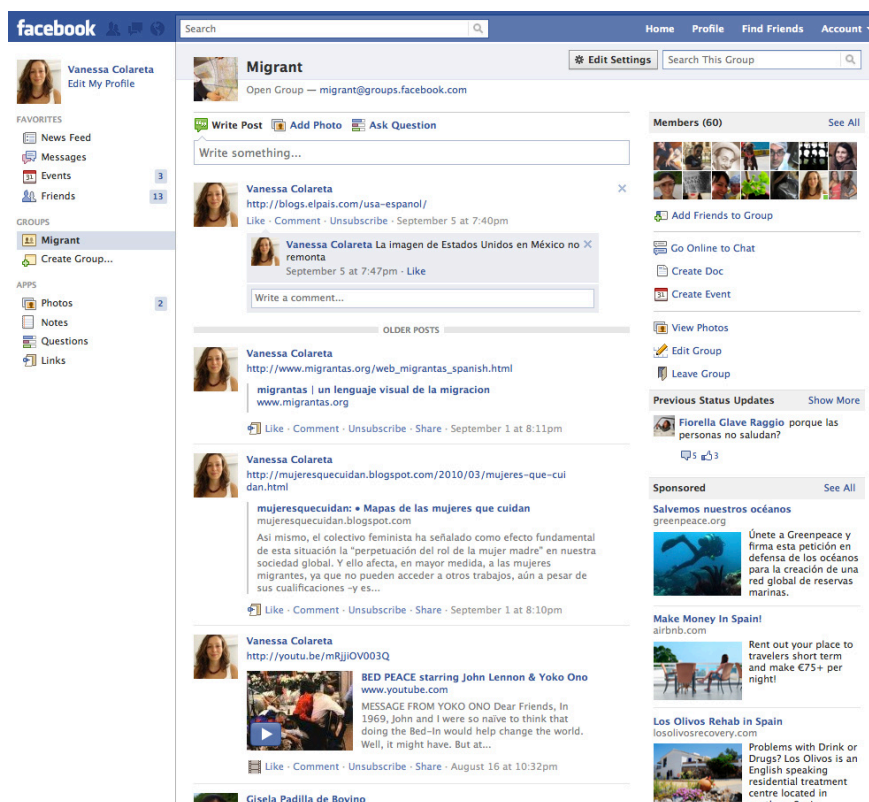 facebook
Search
Home Profile Find Friends Account
Vanessa Colareta
Edit My Profile
FAVORITES
News Feed
Messages
Events 3
Friends 13
GROUPS
Migrant
Create Group...
APPS
Photos 2
Notes
Questions
Links
Migrant
Open Group — migrant@groups.facebook.com
Edit Settings
Search This Group
Write Post Add Photo Ask Question
Write something...
Vanessa Colareta
http://blogs.elpais.com/usa-espanol/
Like · Comment · Unsubscribe · September 5 at 7:40pm
Vanessa Colareta La imagen de Estados Unidos en México no
remonta
September 5 at 7:47pm · Like
Write a comment...
OLDER POSTS
Vanessa Colareta
http://www.migrantas.org/web_migrantas_spanish.html
migrantas | un lenguaje visual de la migracion
www.migrantas.org
Like · Comment · Unsubscribe · Share · September 1 at 8:11pm
Vanessa Colareta
http://mujeresquecuidan.blogspot.com/2010/03/mujeres-que-cui
dan.html
mujeresquecuidan: • Mapas de las mujeres que cuidan
mujeresquecuidan.blogspot.com
Asi mismo, el colectivo feminista ha señalado como efecto fundamental
de esta situación la "perpetuación del rol de la mujer madre" en nuestra
sociedad global. Y ello afecta, en mayor medida, a las mujeres
migrantes, ya que no pueden acceder a otros trabajos, aún a pesar de
sus cualificaciones -y es...
Like · Comment · Unsubscribe · Share · September 1 at 8:10pm
Vanessa Colareta
http://youtu.be/mRjjiOV003Q
BED PEACE starring John Lennon & Yoko Ono
www.youtube.com
MESSAGE FROM YOKO ONO Dear Friends, In
1969, John and I were so naïve to think that
doing the Bed-In would help change the world.
Well, it might have. But at...
Like · Comment · Unsubscribe · Share · August 16 at 10:32pm
Gisela Padilla de Bovino
Members (60) See All
Add Friends to Group
Go Online to Chat
Create Doc
31 Create Event
View Photos
Edit Group
Leave Group
Previous Status Updates Show More
Fiorella Glave Raggio porque las
personas no saludan?
5 3
Sponsored See All
Salvemos nuestros océanos
greenpeace.org
Únete a Greenpeace y
firma esta petición en
defensa de los océanos
para la creación de una
red global de reservas
marinas.
Make Money In Spain!
airbnb.com
Rent out your place to
travelers short term
and make €75+ per
night!
Los Olivos Rehab in Spain
losolivosrecovery.com
Problems with Drink or
Drugs? Los Olivos is an
English speaking
residential treatment
centre located in